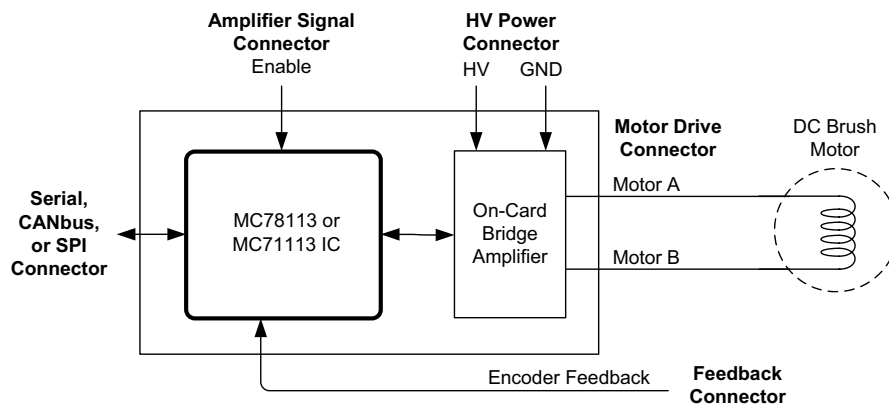 Amplifier Signal
Connector
Enable
HV Power
Connector
HV GND
Motor Drive
Connector
DC Brush
Motor
Motor A
Serial,
CANbus,
or SPI
Connector
MC78113 or
MC71113 IC
On-Card
Bridge
Amplifier
Motor B
Encoder Feedback
Feedback
Connector